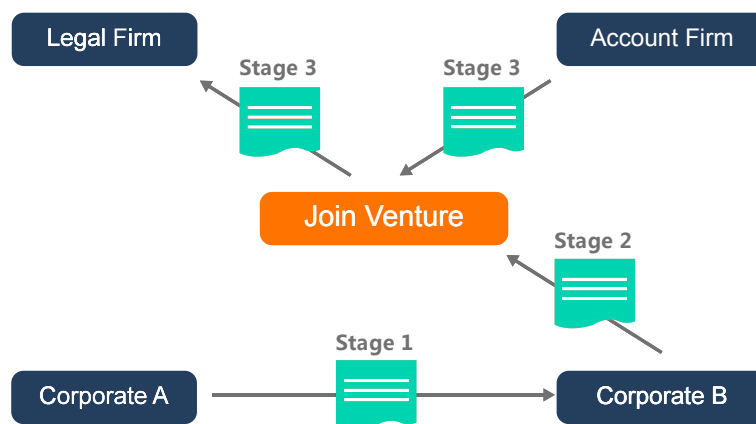 Legal Firm
Account Firm
Stage 3
Stage 3
Join Venture
Stage 2
Stage 1
Corporate A
Corporate B